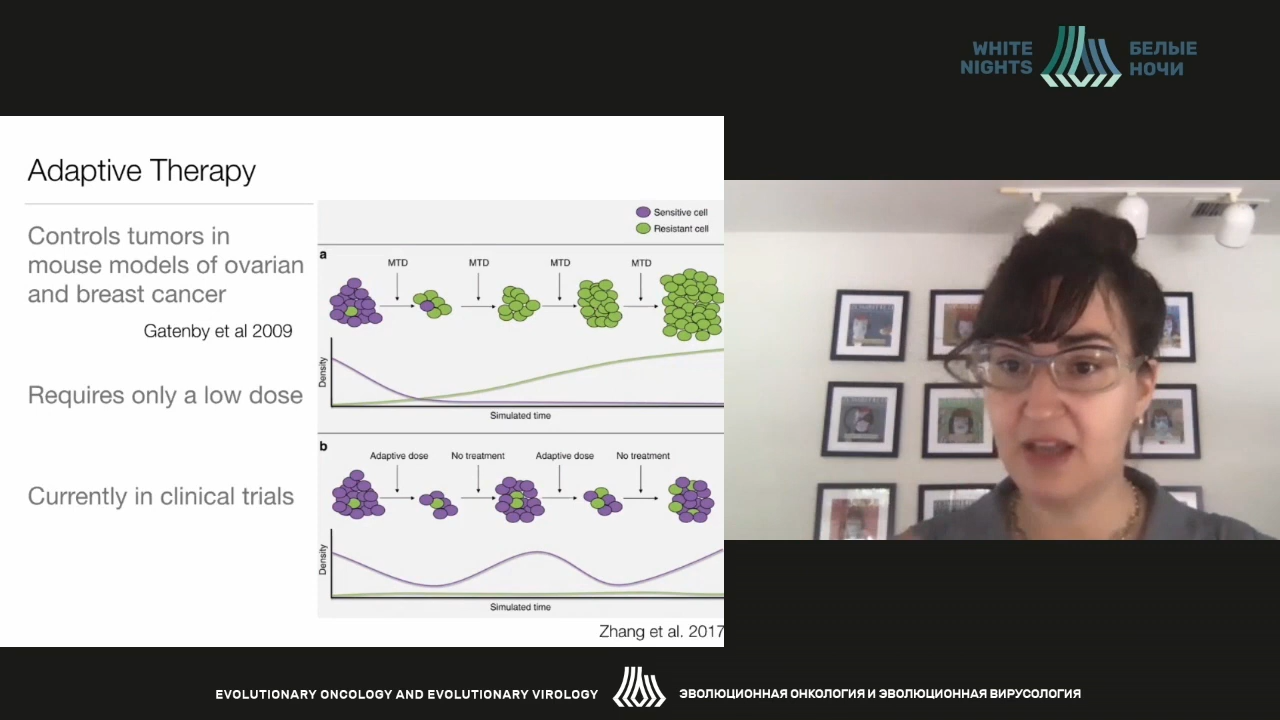 WHITE
NIGHTS
БЕЛЫЕ
НОЧИ
Adaptive Therapy
Controls tumors in
mouse models of ovarian
and breast cancer
Gatenby et al 2009
Requires only a low dose
Currently in clinical trials
Sensitive cell
Resistant cell
a
MTD MTD MTD MTD
Density
Simulated time
b
Adaptive dose No treatment Adaptive dose No treatment
Density
Simulated time
Zhang et al. 2017
EVOLUTIONARY ONCOLOGY AND EVOLUTIONARY VIROLOGY
ЭВОЛЮЦИОННАЯ ОНКОЛОГИЯ И ЭВОЛЮЦИОННАЯ ВИРУСОЛОГИЯ